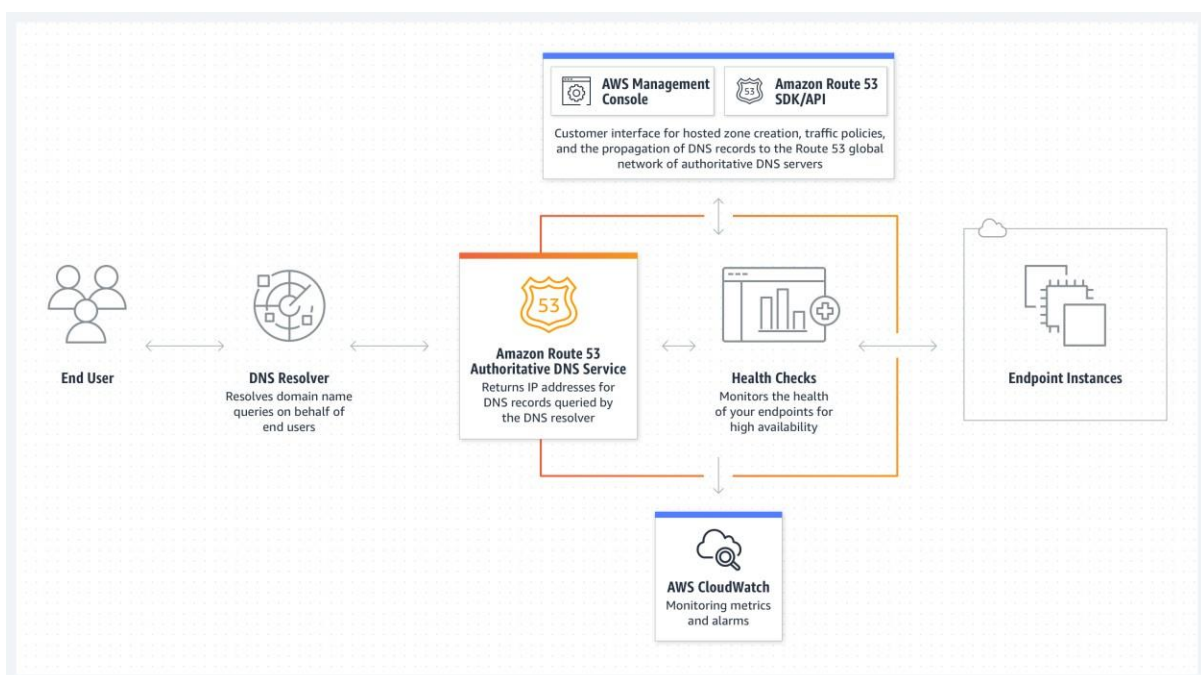 AWS Management
Console
53
Amazon Route 53
SDK/API
Customer interface for hosted zone creation, traffic policies,
and the propagation of DNS records to the Route 53 global
network of authoritative DNS servers
End User
DNS Resolver
Resolves domain name
queries on behalf of
end users
53
Amazon Route 53
Authoritative DNS Service
Returns IP addresses for
DNS records queried by
the DNS resolver
Health Checks
Monitors the health
of your endpoints for
high availability
Endpoint Instances
AWS CloudWatch
Monitoring metrics
and alarms